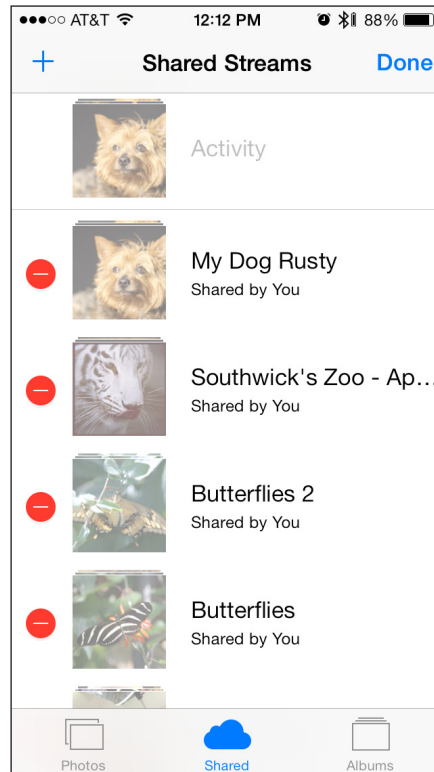 AT&T 12:12 PM 88%
+ Shared Streams Done
Activity
My Dog Rusty
Shared by You
Southwick's Zoo - Ap...
Shared by You
Butterflies 2
Shared by You
Butterflies
Shared by You
Photos Shared Albums